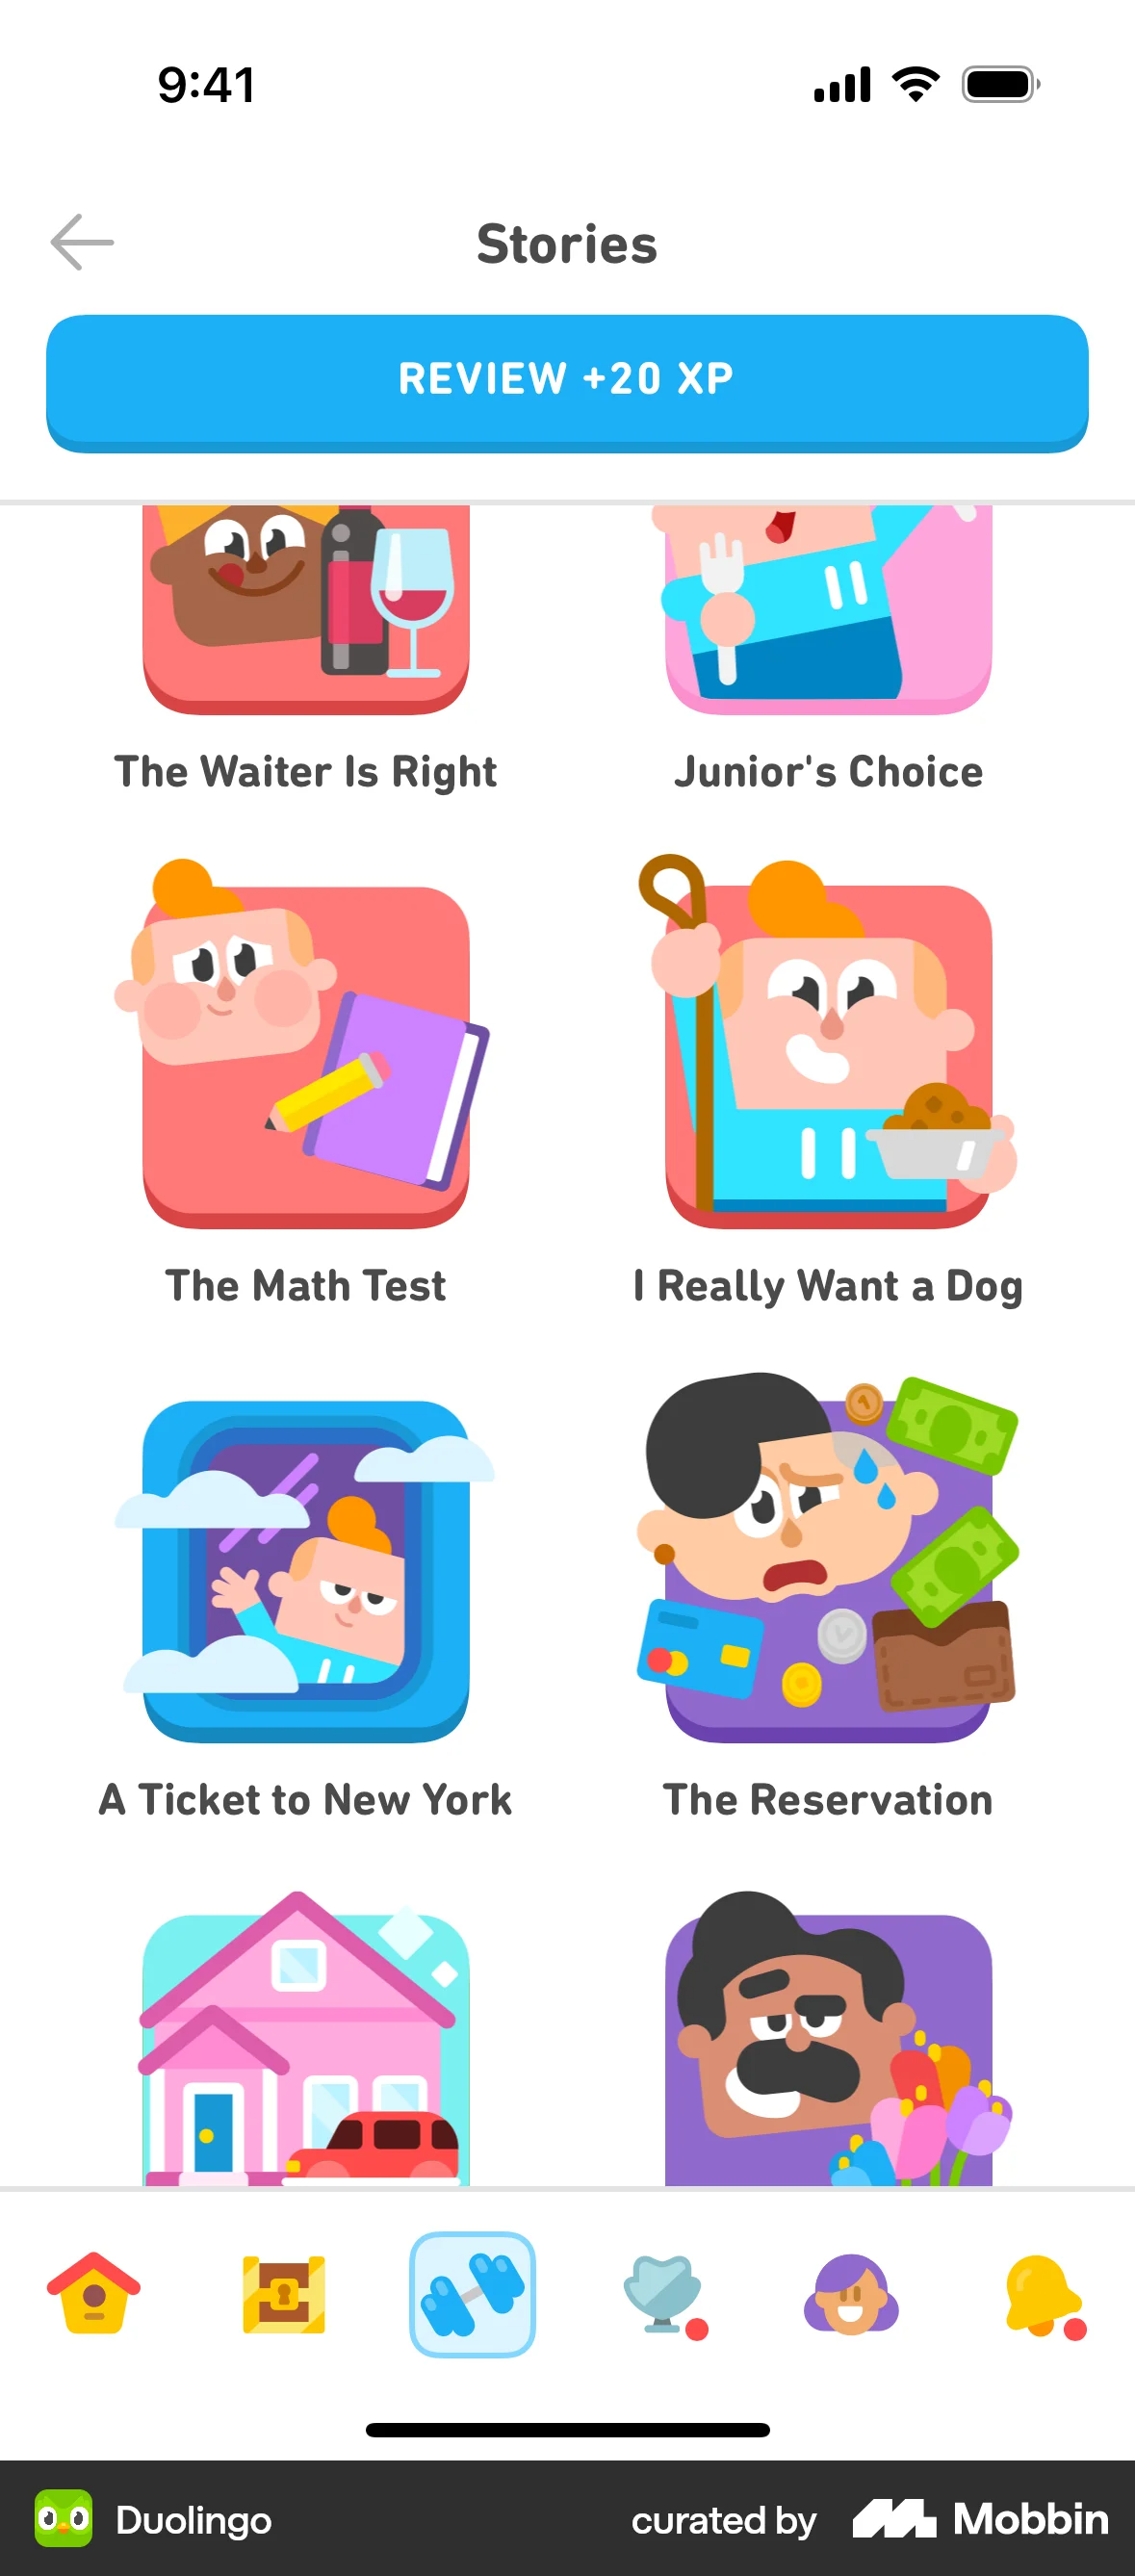 9:41
Stories
REVIEW +20 XP
The Waiter Is Right
Junior's Choice
The Math Test
I Really Want a Dog
A Ticket to New York
The Reservation
Duolingo
curated by Mobbin